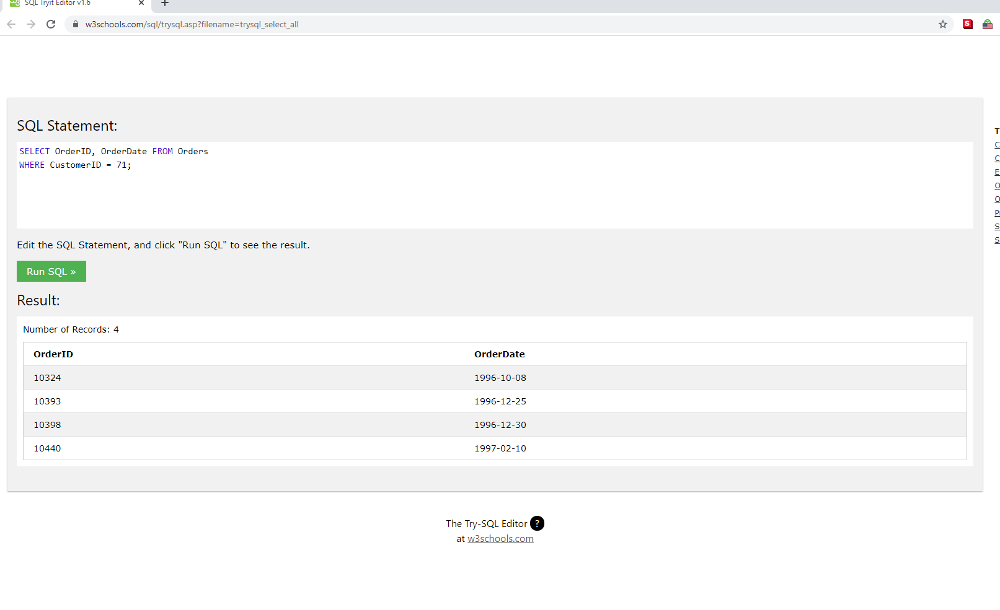 SQL Tryit Editor v1.6
w3schools.com/sql/trysql.asp?filename=trysql_select_all
SQL Statement:
SELECT OrderID, OrderDate FROM Orders
WHERE CustomerID = 71;
Edit the SQL Statement, and click "Run SQL" to see the result.
Run SQL »
Result:
Number of Records: 4
OrderID OrderDate
10324 1996-10-08
10393 1996-12-25
10398 1996-12-30
10440 1997-02-10
The Try-SQL Editor ?
at w3schools.com